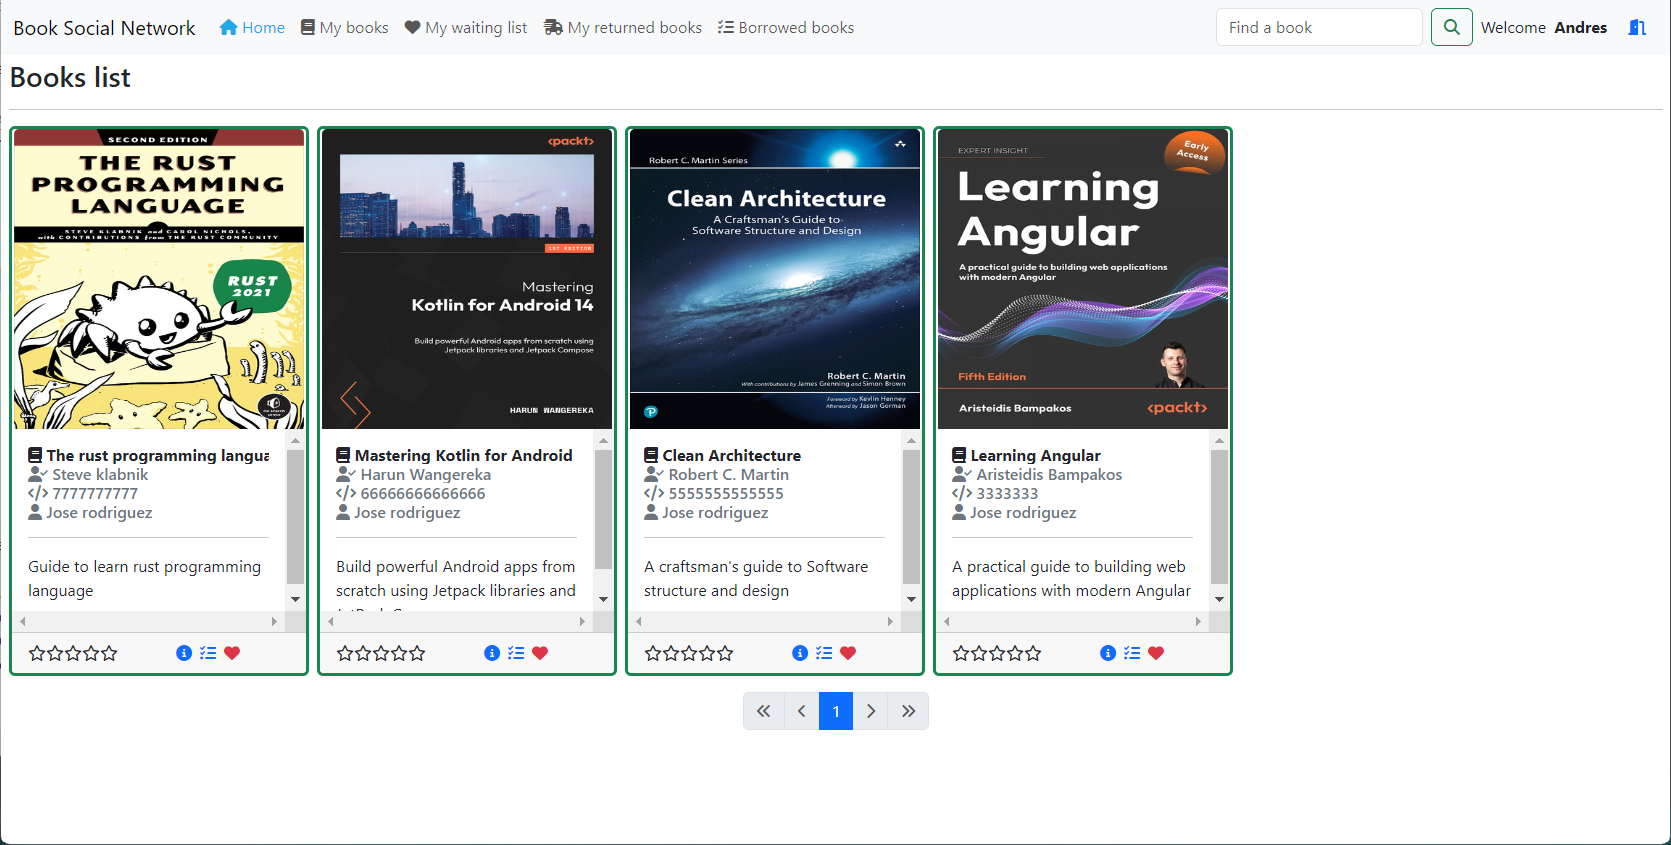 Book Social Network
Home
My books
My waiting list
My returned books
Borrowed books
Find a book
Welcome Andres
Books list
SECOND EDITION
THE RUST
PROGRAMMING
LANGUAGE
STEVE KLABNIK and CAROL NICHOLS,
with CONTRIBUTIONS from THE RUST COMMUNITY
RUST
2021
The rust programming langua
Steve klabnik
7777777777
Jose rodriguez
Guide to learn rust programming
language
<packt>
1ST EDITION
Mastering
Kotlin for Android 14
Build powerful Android apps from scratch using
Jetpack libraries and Jetpack Compose
HARUN WANGEREKA
Mastering Kotlin for Android
Harun Wangereka
66666666666666
Jose rodriguez
Build powerful Android apps from
scratch using Jetpack libraries and
Robert C. Martin Series
Clean Architecture
A Craftsman's Guide to
Software Structure and Design
Robert C. Martin
With contributions by James Grenning and Simon Brown
Foreword by Kevlin Henney
Afterword by Jason Gorman
Clean Architecture
Robert C. Martin
5555555555555
Jose rodriguez
A craftsman's guide to Software
structure and design
EXPERT INSIGHT
Early
Access
Learning
Angular
A practical guide to building web applications
with modern Angular
Fifth Edition
Aristeidis Bampakos
<packt>
Learning Angular
Aristeidis Bampakos
3333333
Jose rodriguez
A practical guide to building web
applications with modern Angular
1